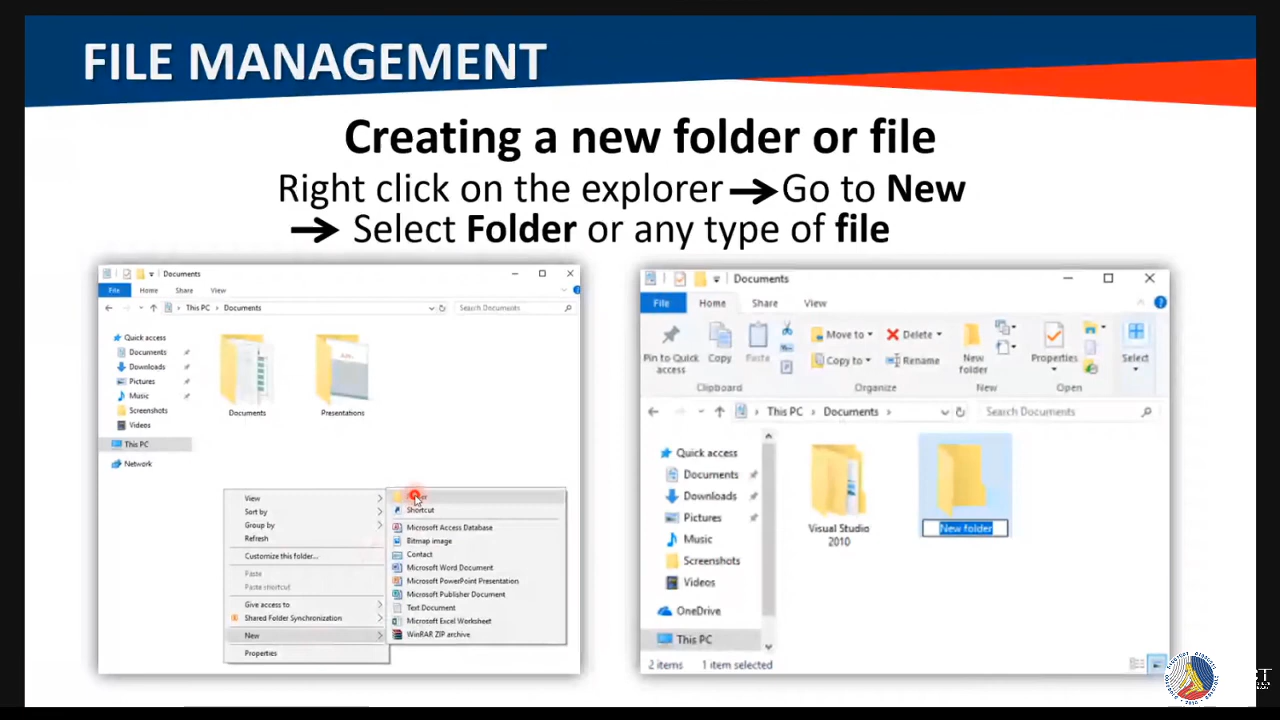 FILE MANAGEMENT
Creating a new folder or file
Right click on the explorer → Go to New
→ Select Folder or any type of file
Documents
File Home Share View
This PC > Documents
Search Documents
Quick access
Documents
Downloads
Pictures
Music
Screenshots
Videos
This PC
Network
Documents
Presentations
View
Sort by
Group by
Refresh
Customize this folder...
Paste
Paste shortcut
Give access to
Shared Folder Synchronization
New
Properties
Shortcut
Microsoft Access Database
Bitmap image
Contact
Microsoft Word Document
Microsoft PowerPoint Presentation
Microsoft Publisher Document
Text Document
Microsoft Excel Worksheet
WinRAR ZIP archive
Documents
File Home Share View
Pin to Quick access
Copy
Paste
Clipboard
Move to
Copy to
Delete
Rename
Organize
New folder
New
Properties
Open
Select
This PC > Documents >
Search Documents
Quick access
Documents
Downloads
Pictures
Music
Screenshots
Videos
OneDrive
This PC
Visual Studio
2010
New folder
2 items 1 item selected